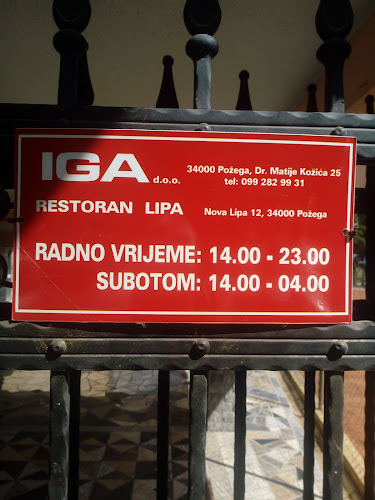 IGA d.o.o. 34000 Požega, Dr. Matije Kožića 25
tel: 099 282 99 31
RESTORAN LIPA Nova Lipa 12, 34000 Požega
RADNO VRIJEME: 14.00 - 23.00
SUBOTOM: 14.00 - 04.00